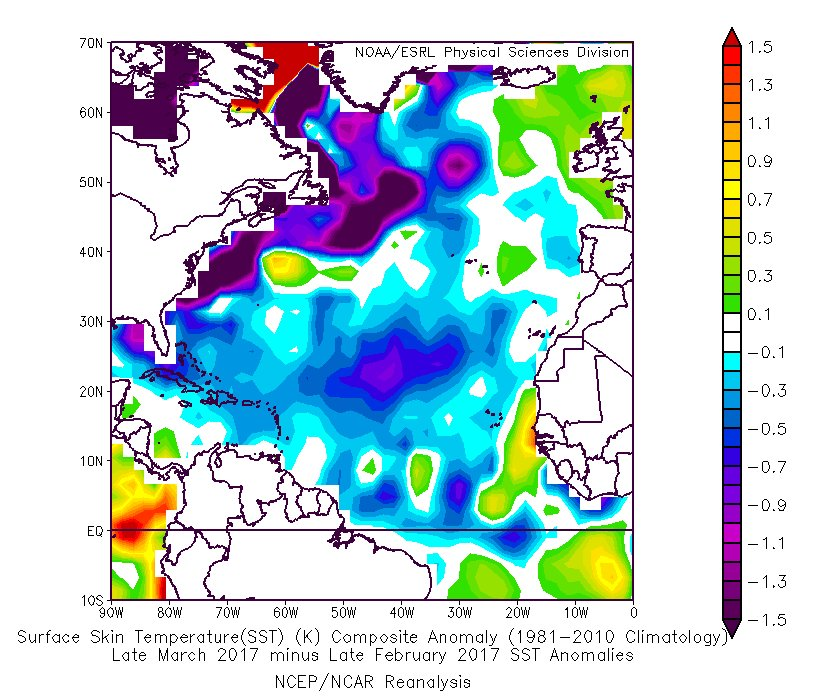 NOAA/ESRL Physical Sciences Division
70N
60N
50N
40N
30N
20N
10N
EQ
10S
90W 80W 70W 60W 50W 40W 30W 20W 10W 0
1.5
1.3
1.1
0.9
0.7
0.5
0.3
0.1
−0.1
−0.3
−0.5
−0.7
−0.9
−1.1
−1.3
−1.5
Surface Skin Temperature(SST) (K) Composite Anomaly (1981−2010 Climatology)
Late March 2017 minus Late February 2017 SST Anomalies
NCEP/NCAR Reanalysis